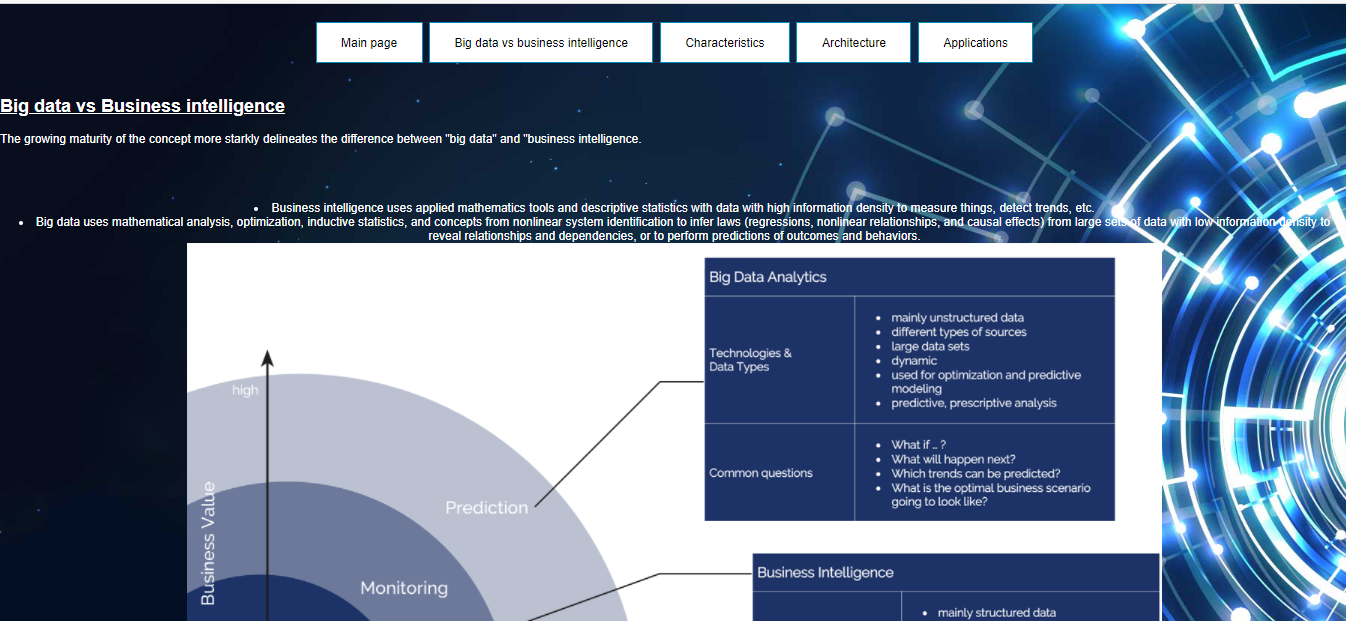 Main page Big data vs business intelligence Characteristics Architecture Applications
Big data vs Business intelligence
The growing maturity of the concept more starkly delineates the difference between "big data" and "business intelligence.
• Business intelligence uses applied mathematics tools and descriptive statistics with data with high information density to measure things, detect trends, etc.
• Big data uses mathematical analysis, optimization, inductive statistics, and concepts from nonlinear system identification to infer laws (regressions, nonlinear relationships, and causal effects) from large sets of data with low information density to
reveal relationships and dependencies, or to perform predictions of outcomes and behaviors.
Big Data Analytics
Technologies &
Data Types
• mainly unstructured data
• different types of sources
• large data sets
• dynamic
• used for optimization and predictive
modeling
• predictive, prescriptive analysis
Common questions
• What if .. ?
• What will happen next?
• Which trends can be predicted?
• What is the optimal business scenario
going to look like?
high
Business Value
Prediction
Monitoring
Business Intelligence
• mainly structured data